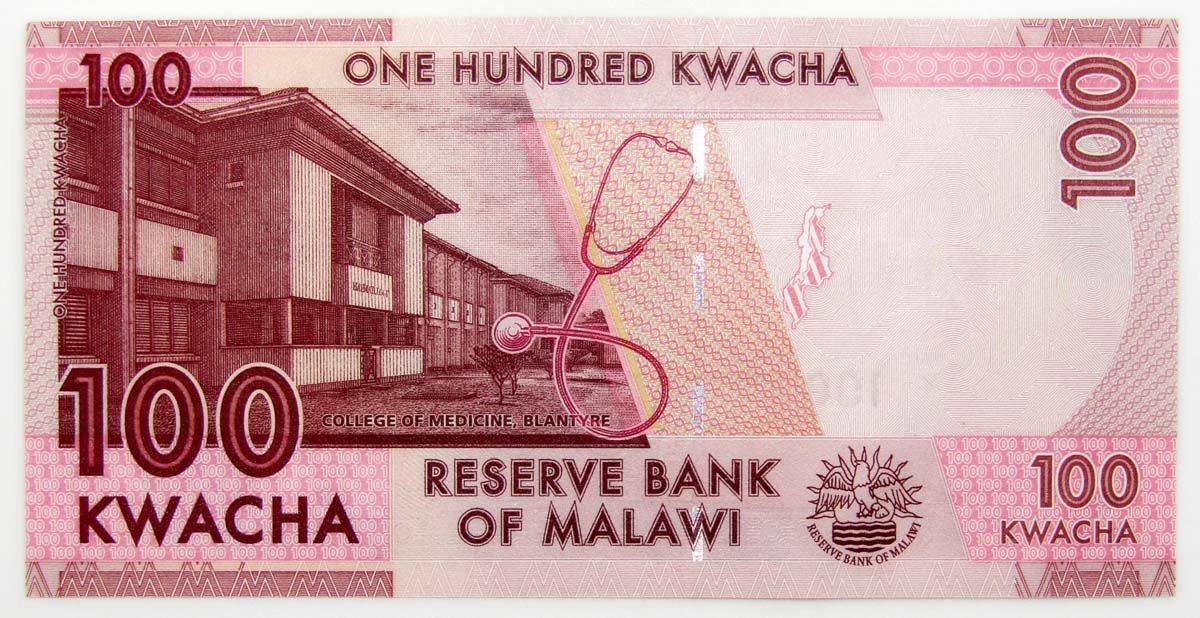 100
ONE HUNDRED KWACHA
100
ONE HUNDRED KWACHA
100
COLLEGE OF MEDICINE, BLANTYRE
KWACHA
RESERVE BANK
OF MALAWI
RESERVE BANK OF MALAWI
100
KWACHA